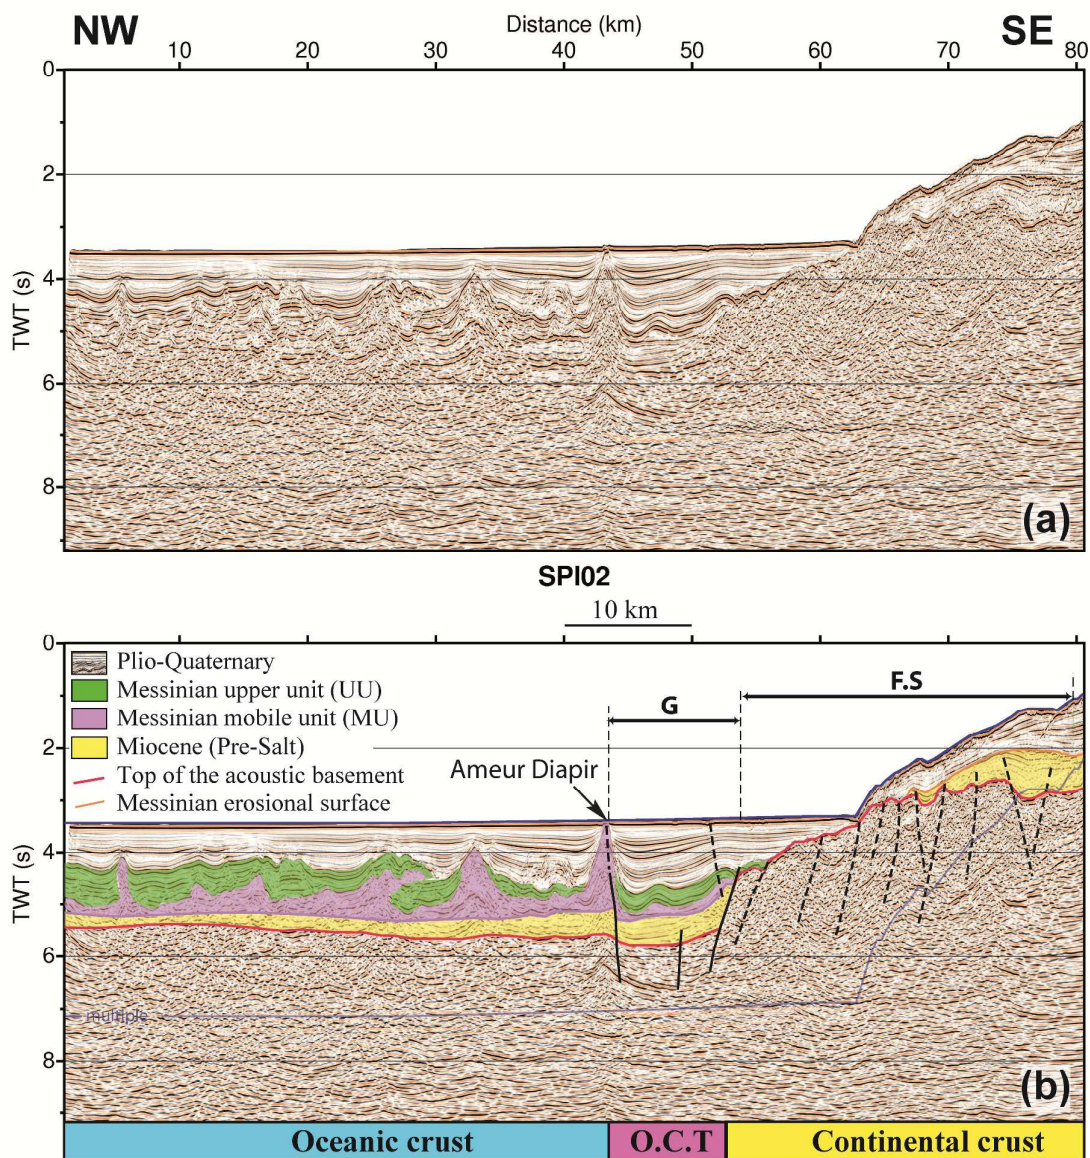 NW
Distance (km)
SE
10 20 30 40 50 60 70 80
0
2
4
6
8
TWT (s)
(a)
SPI02
10 km
0
2
4
6
8
TWT (s)
Plio-Quaternary
Messinian upper unit (UU)
Messinian mobile unit (MU)
Miocene (Pre-Salt)
Top of the acoustic basement
Messinian erosional surface
F.S
G
Ameur Diapir
multiple
(b)
Oceanic crust O.C.T Continental crust